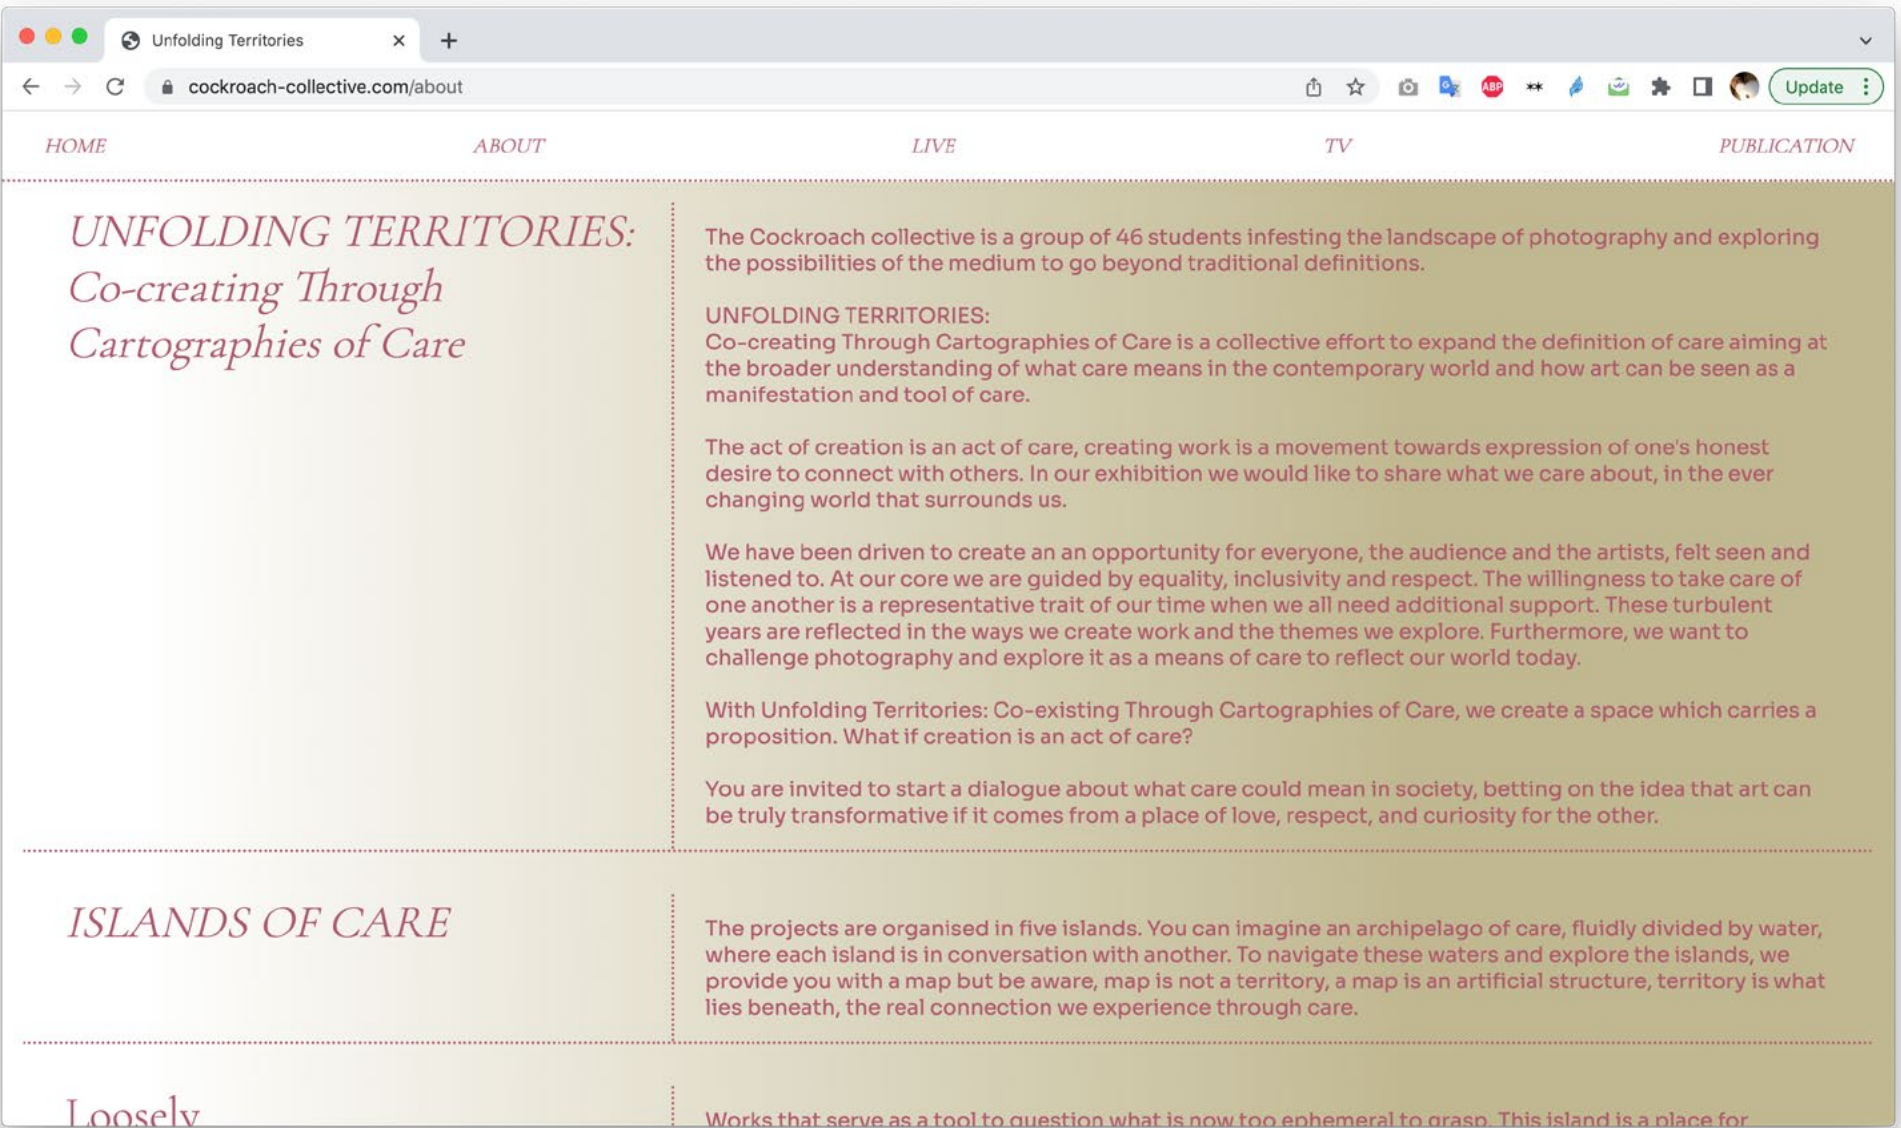 Unfolding Territories
cockroach-collective.com/about
ABP
Update
HOME
ABOUT
LIVE
TV
PUBLICATION
UNFOLDING TERRITORIES:
Co-creating Through
Cartographies of Care
The Cockroach collective is a group of 46 students infesting the landscape of photography and exploring
the possibilities of the medium to go beyond traditional definitions.
UNFOLDING TERRITORIES:
Co-creating Through Cartographies of Care is a collective effort to expand the definition of care aiming at
the broader understanding of what care means in the contemporary world and how art can be seen as a
manifestation and tool of care.
The act of creation is an act of care, creating work is a movement towards expression of one's honest
desire to connect with others. In our exhibition we would like to share what we care about, in the ever
changing world that surrounds us.
We have been driven to create an an opportunity for everyone, the audience and the artists, felt seen and
listened to. At our core we are guided by equality, inclusivity and respect. The willingness to take care of
one another is a representative trait of our time when we all need additional support. These turbulent
years are reflected in the ways we create work and the themes we explore. Furthermore, we want to
challenge photography and explore it as a means of care to reflect our world today.
With Unfolding Territories: Co-existing Through Cartographies of Care, we create a space which carries a
proposition. What if creation is an act of care?
You are invited to start a dialogue about what care could mean in society, betting on the idea that art can
be truly transformative if it comes from a place of love, respect, and curiosity for the other.
ISLANDS OF CARE
The projects are organised in five islands. You can imagine an archipelago of care, fluidly divided by water,
where each island is in conversation with another. To navigate these waters and explore the islands, we
provide you with a map but be aware, map is not a territory, a map is an artificial structure, territory is what
lies beneath, the real connection we experience through care.
Loosely
Works that serve as a tool to question what is now too ephemeral to grasp. This island is a place for